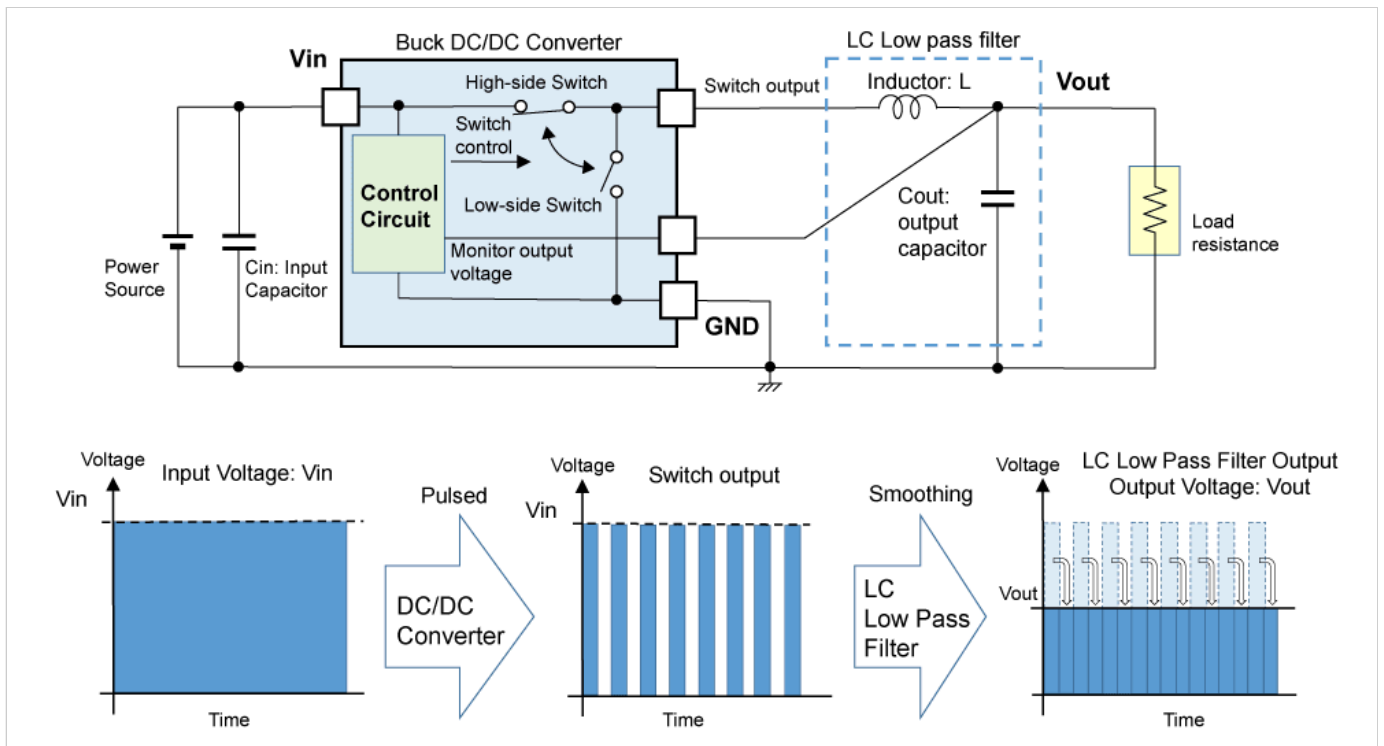 Buck DC/DC Converter
LC Low pass filter
Vin
High-side Switch
Switch output
Inductor: L
Vout
Switch
control
Control
Circuit
Low-side Switch
Cout:
output
capacitor
Monitor output
voltage
Load
resistance
Power
Source
Cin: Input
Capacitor
GND
Voltage
Input Voltage: Vin
Vin
Time
Pulsed
DC/DC
Converter
Voltage
Switch output
Vin
Time
Smoothing
LC
Low Pass
Filter
Voltage
LC Low Pass Filter Output
Output Voltage: Vout
Vout
Time